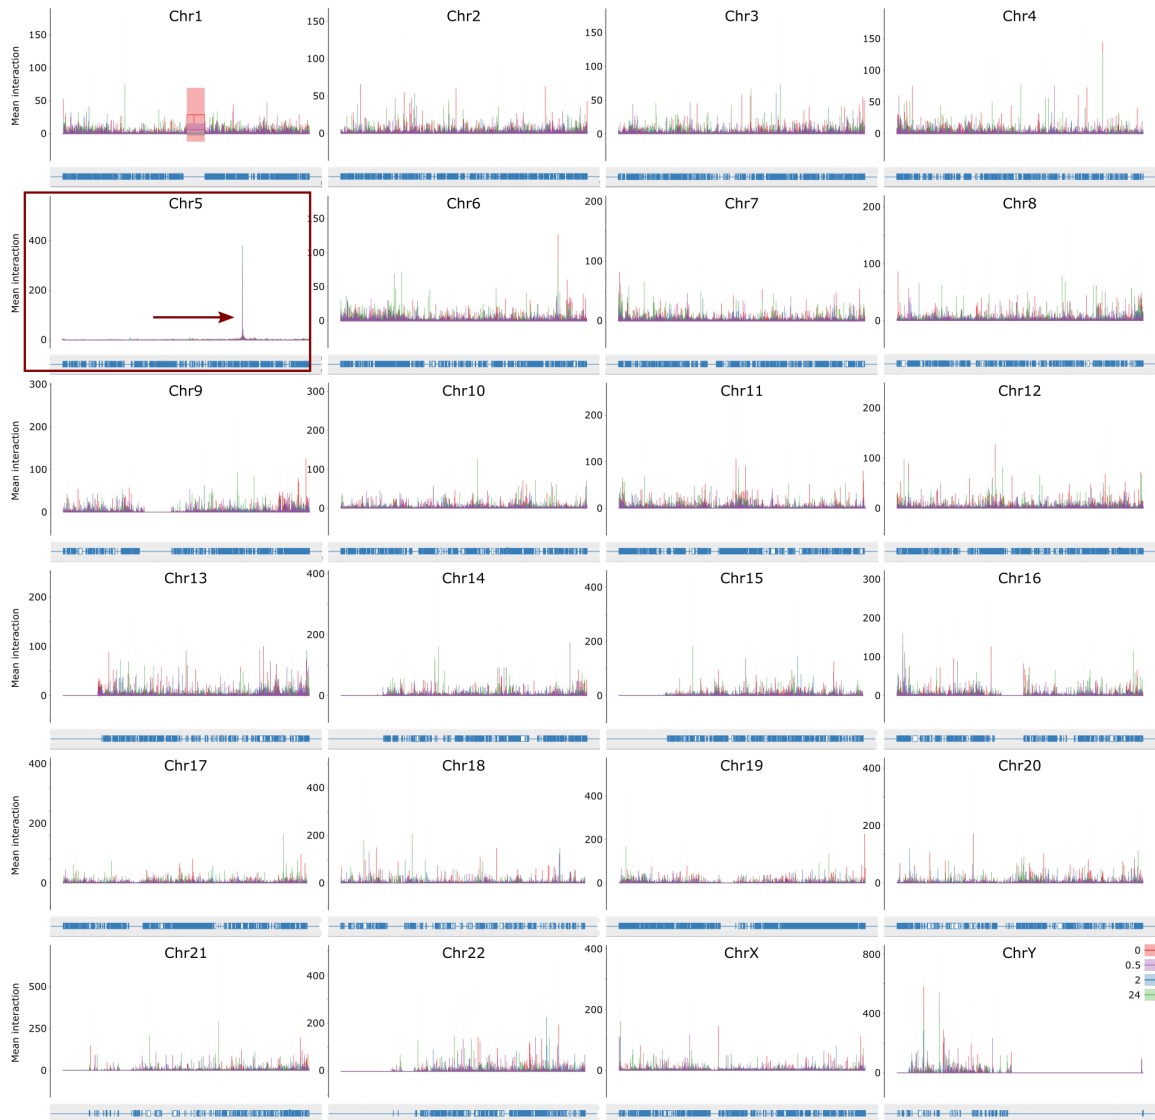 Chr1 Chr2 Chr3 Chr4
Mean interaction
150 100 50 0
150 100 50 0
150 100 50 0
150 100 50 0
Chr5 Chr6 Chr7 Chr8
Mean interaction
400 200 0
150 100 50 0
200 100 0
200 100 0
Chr9 Chr10 Chr11 Chr12
Mean interaction
300 200 100 0
300 200 100 0
200 100 0
200 100 0
Chr13 Chr14 Chr15 Chr16
Mean interaction
200 100 0
400 200 0
400 200 0
300 200 100 0
Chr17 Chr18 Chr19 Chr20
Mean interaction
400 200 0
400 200 0
400 200 0
400 200 0
Chr21 Chr22 ChrX ChrY
Mean interaction
500 250 0
400 200 0
400 200 0
800 400 0
0
0.5
2
24